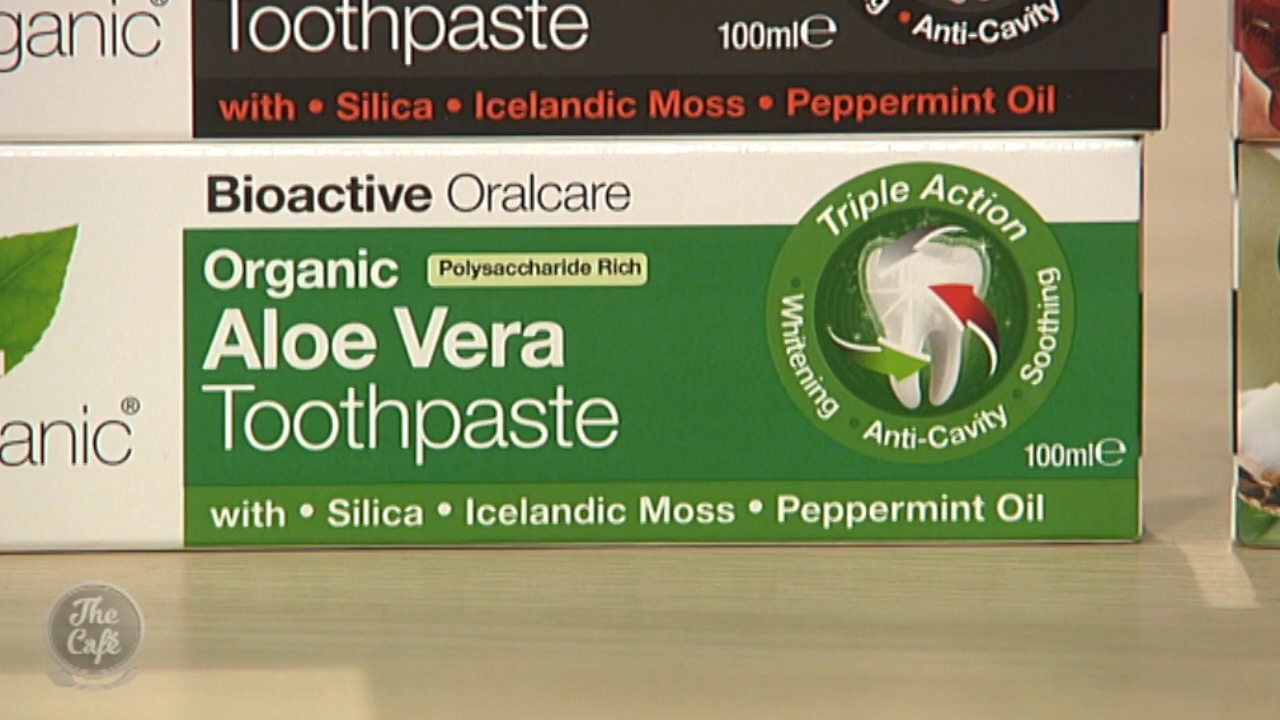 ganic®
Toothpaste
100ml℮
Anti-Cavity
with • Silica • Icelandic Moss • Peppermint Oil
Bioactive Oralcare
Organic Polysaccharide Rich
Aloe Vera
Toothpaste
Triple Action
Whitening • Anti-Cavity • Soothing
100ml℮
anic®
with • Silica • Icelandic Moss • Peppermint Oil
The
Café